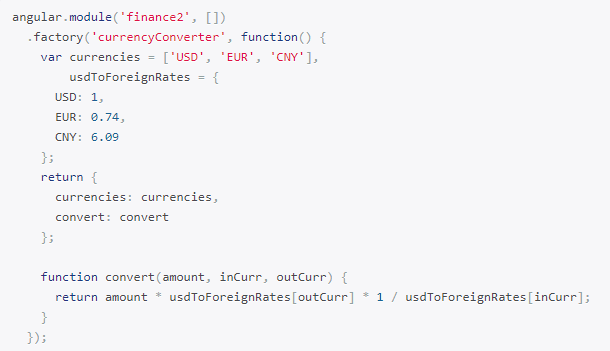 angular.module('finance2', [])
  .factory('currencyConverter', function() {
    var currencies = ['USD', 'EUR', 'CNY'],
        usdToForeignRates = {
      USD: 1,
      EUR: 0.74,
      CNY: 6.09
    };
    return {
      currencies: currencies,
      convert: convert
    };

    function convert(amount, inCurr, outCurr) {
      return amount * usdToForeignRates[outCurr] * 1 / usdToForeignRates[inCurr];
    }
  });